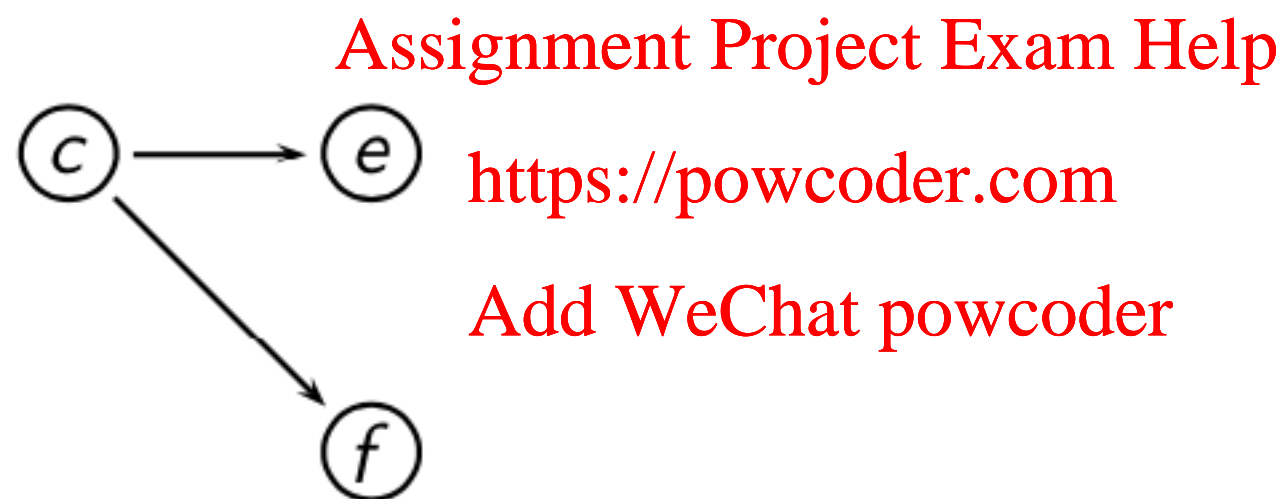 Assignment Project Exam Help
c e https://powcoder.com
Add WeChat powcoder
f